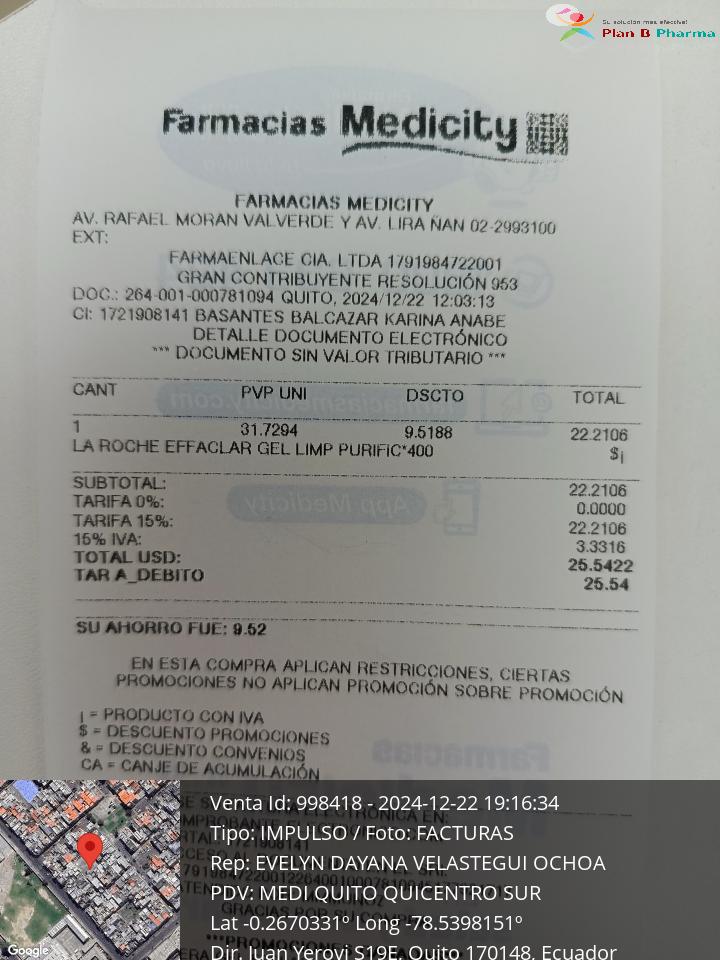 Su solución más efectiva!
Plan B Pharma
Farmacias Medicity
FARMACIAS MEDICITY
AV. RAFAEL MORAN VALVERDE Y AV. LIRA ÑAN 02-2993100
EXT:
FARMAENLACE CIA. LTDA 1791984722001
GRAN CONTRIBUYENTE RESOLUCIÓN 953
DOC.: 264-001-000781094 QUITO, 2024/12/22 12:03:13
CI: 1721908141 BASANTES BALCAZAR KARINA ANABE
DETALLE DOCUMENTO ELECTRÓNICO
*** DOCUMENTO SIN VALOR TRIBUTARIO ***
CANT PVP UNI DSCTO TOTAL
1 31.7294 9.5188 22.2106
LA ROCHE EFFACLAR GEL LIMP PURIFIC*400 $¡
SUBTOTAL: 22.2106
TARIFA 0%: 0.0000
TARIFA 15%: 22.2106
15% IVA: 3.3316
TOTAL USD: 25.5422
TAR A_DEBITO 25.54
SU AHORRO FUE: 9.52
EN ESTA COMPRA APLICAN RESTRICCIONES, CIERTAS
PROMOCIONES NO APLICAN PROMOCIÓN SOBRE PROMOCIÓN
¡ = PRODUCTO CON IVA
$ = DESCUENTO PROMOCIONES
& = DESCUENTO CONVENIOS
CA = CANJE DE ACUMULACIÓN
Venta Id: 998418 - 2024-12-22 19:16:34
Tipo: IMPULSO / Foto: FACTURAS
Rep: EVELYN DAYANA VELASTEGUI OCHOA
PDV: MEDI QUITO QUICENTRO SUR
Lat -0.2670331º Long -78.5398151º
Dir. Juan Yerovi S19E, Quito 170148, Ecuador
Google